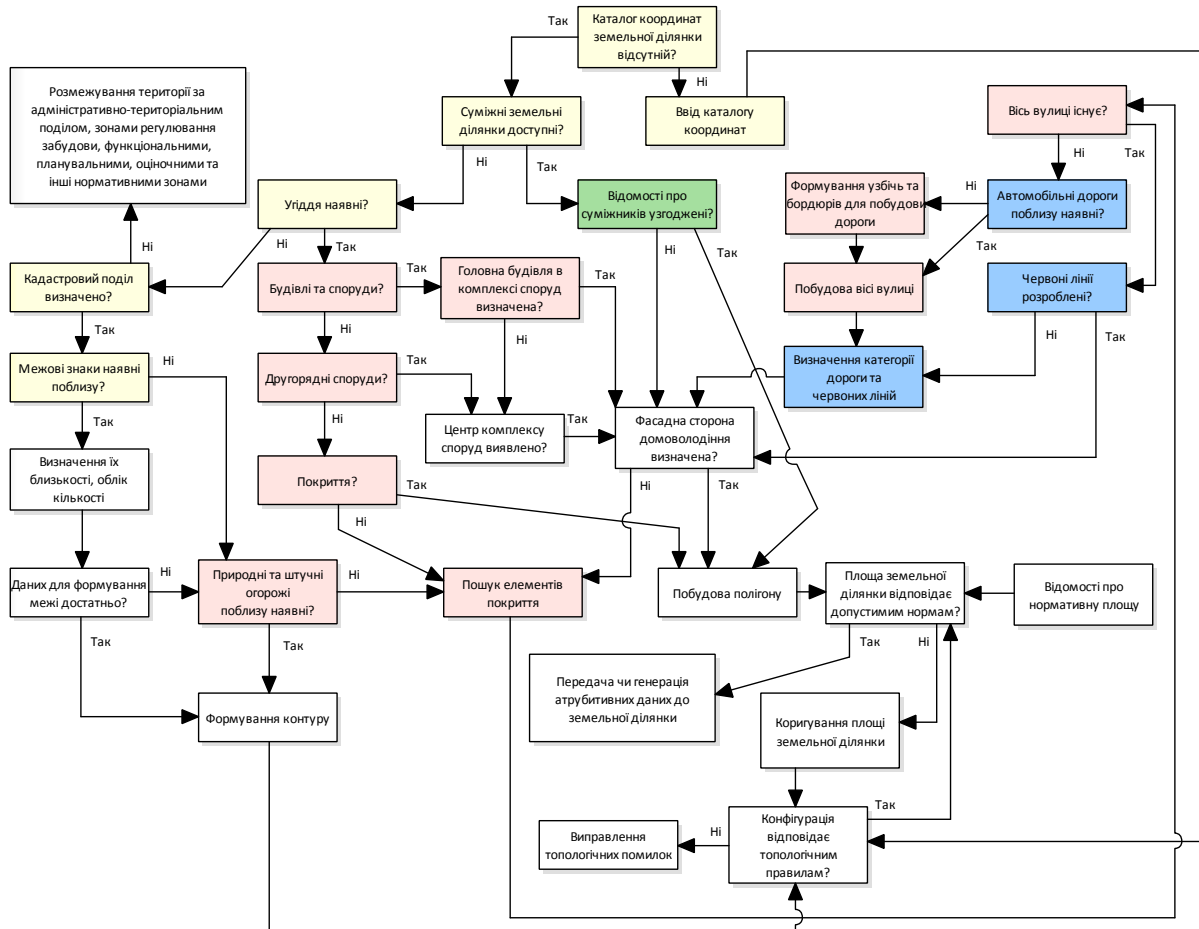 Каталог координат
земельної ділянки
відсутній?
Так
Ні
Розмежування території за
адміністративно-територіальним
поділом, зонами регулювання
забудови, функціональними,
планувальними, оціночними та
інші нормативними зонами
Суміжні земельні
ділянки доступні?
Ні
Так
Ввід каталогу
координат
Вісь вулиці існує?
Ні
Так
Угіддя наявні?
Ні
Так
Відомості про
суміжників узгоджені?
Ні
Так
Формування узбіч та
бордюрів для побудови
дороги
Ні
Автомобільні дороги
поблизу наявні?
Так
Ні
Кадастровий поділ
визначено?
Так
Будівлі та споруди?
Так
Ні
Головна будівля в
комплексі споруд
визначена?
Так
Ні
Побудова вісі вулиці
Червоні лінії
розроблені?
Ні
Так
Межові знаки наявні
поблизу?
Ні
Так
Другорядні споруди?
Так
Ні
Визначення категорії
дороги та
червоних ліній
Центр комплексу
споруд виявлено?
Так
Фасадна сторона
домоволодіння
визначена?
Ні
Так
Визначення їх
близькості, облік
кількості
Покриття?
Так
Ні
Даних для формування
межі достатньо?
Ні
Так
Природні та штучні
огорожі
поблизу наявні?
Ні
Так
Пошук елементів
покриття
Побудова полігону
Площа земельної
ділянки відповідає
допустимим нормам?
Так
Ні
Відомості про
нормативну площу
Передача чи генерація
атрубитивних даних до
земельної ділянки
Формування контуру
Коригування площі
земельної ділянки
Виправлення
топологічних помилок
Ні
Конфігурація
відповідає
топологічним
правилам?
Так